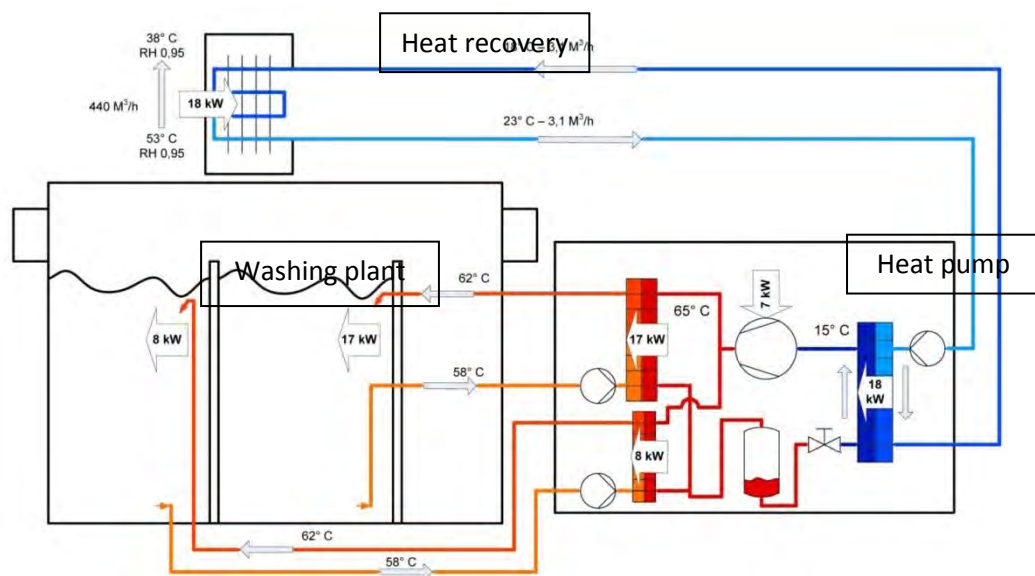 38° C
RH 0,95
Heat recovery
M³/h
440 M³/h
18 kW
23° C – 3,1 M³/h
53° C
RH 0,95
Washing plant
Heat pump
62° C
7 kW
65° C
15° C
8 kW
17 kW
17 kW
58° C
18
kW
8 kW
62° C
58° C